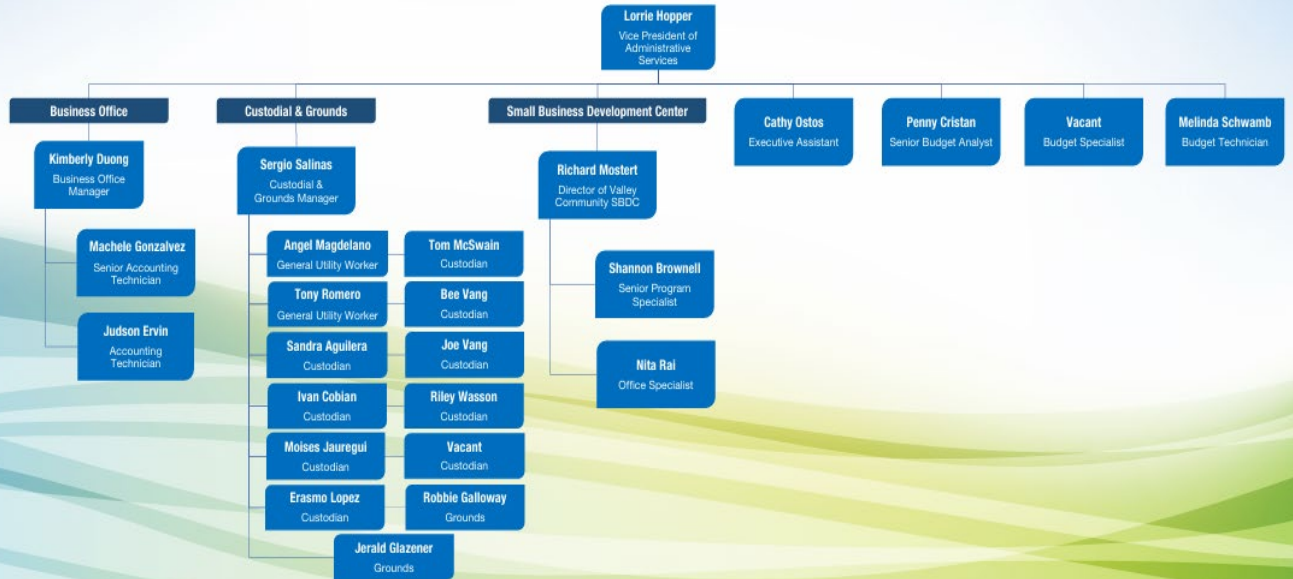 Lorrie Hopper
Vice President of
Administrative
Services
Business Office
Kimberly Duong
Business Office
Manager
Machele Gonzalvez
Senior Accounting
Technician
Judson Ervin
Accounting
Technician
Custodial & Grounds
Sergio Salinas
Custodial &
Grounds Manager
Angel Magdelano
General Utility Worker
Tom McSwain
Custodian
Tony Romero
General Utility Worker
Bee Vang
Custodian
Sandra Aguilera
Custodian
Joe Vang
Custodian
Ivan Cobian
Custodian
Riley Wasson
Custodian
Moises Jauregui
Custodian
Vacant
Custodian
Erasmo Lopez
Custodian
Robbie Galloway
Grounds
Jerald Glazener
Grounds
Small Business Development Center
Richard Mostert
Director of Valley
Community SBDC
Shannon Brownell
Senior Program
Specialist
Nita Rai
Office Specialist
Cathy Ostos
Executive Assistant
Penny Cristan
Senior Budget Analyst
Vacant
Budget Specialist
Melinda Schwamb
Budget Technician